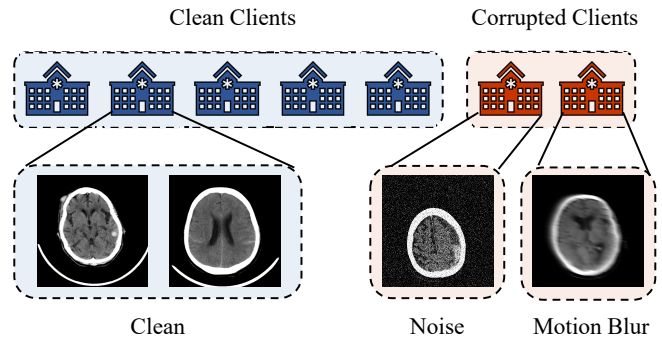 Clean Clients
Corrupted Clients
Clean
Noise
Motion Blur